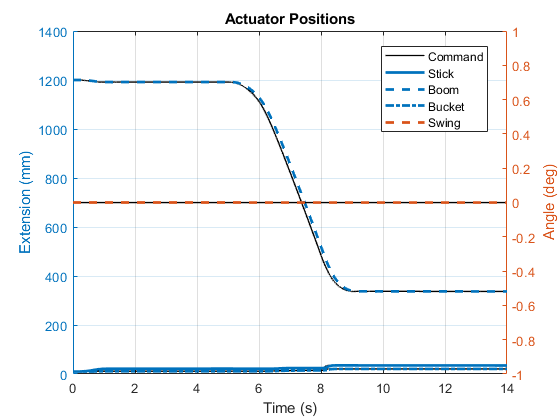 Actuator Positions
1400
1200
1000
800
600
400
200
0
Extension (mm)
Command
Stick
Boom
Bucket
Swing
1
0.8
0.6
0.4
0.2
0
-0.2
-0.4
-0.6
-0.8
-1
Angle (deg)
0 2 4 6 8 10 12 14
Time (s)